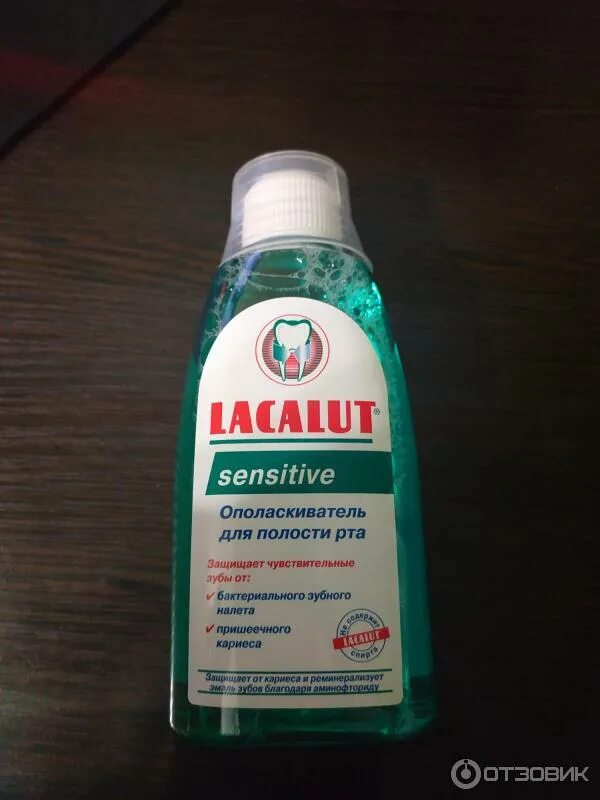 LACALUT®
sensitive
Ополаскиватель
для полости рта
Защищает чувствительные
зубы от:
✓ бактериального зубного
налета
✓ пришеечного
кариеса
Не содержит
LACALUT
спирта
Защищает от кариеса и реминерализует
эмаль зубов благодаря аминофториду
ОТЗОВИК